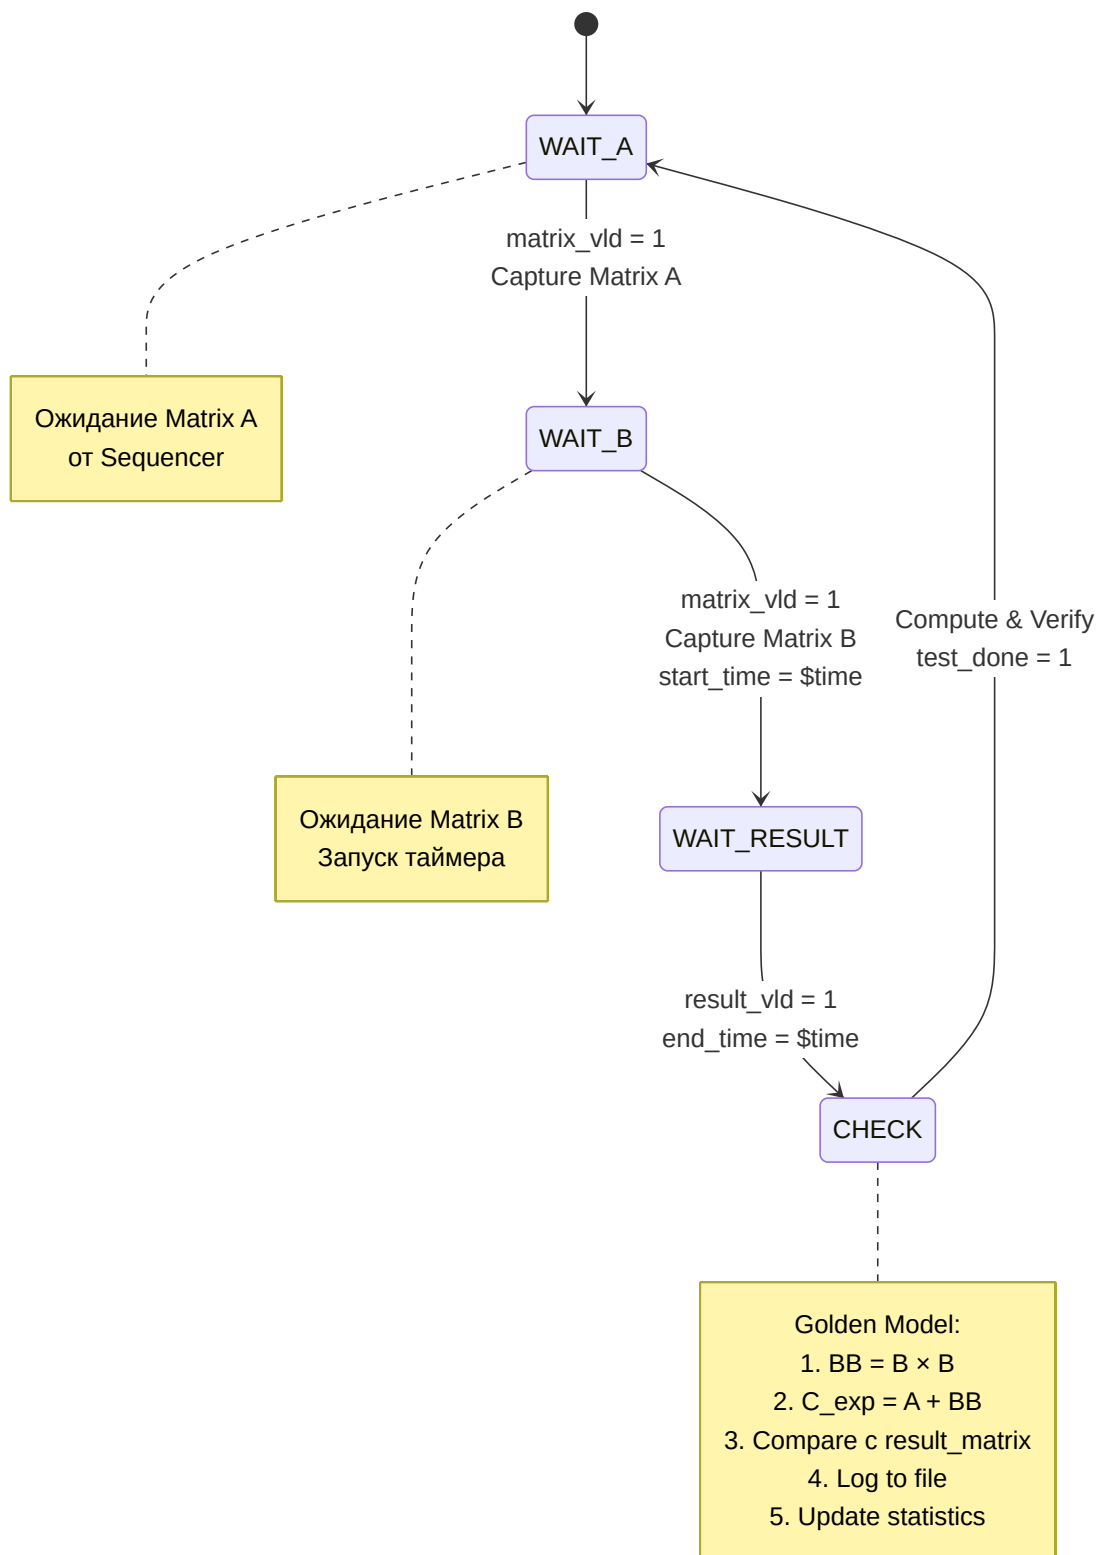 WAIT_A
matrix_vld = 1
Capture Matrix A
Ожидание Matrix A
от Sequencer
WAIT_B
matrix_vld = 1
Capture Matrix B
start_time = $time
Compute & Verify
test_done = 1
Ожидание Matrix B
Запуск таймера
WAIT_RESULT
result_vld = 1
end_time = $time
CHECK
Golden Model:
1. BB = B × B
2. C_exp = A + BB
3. Compare с result_matrix
4. Log to file
5. Update statistics